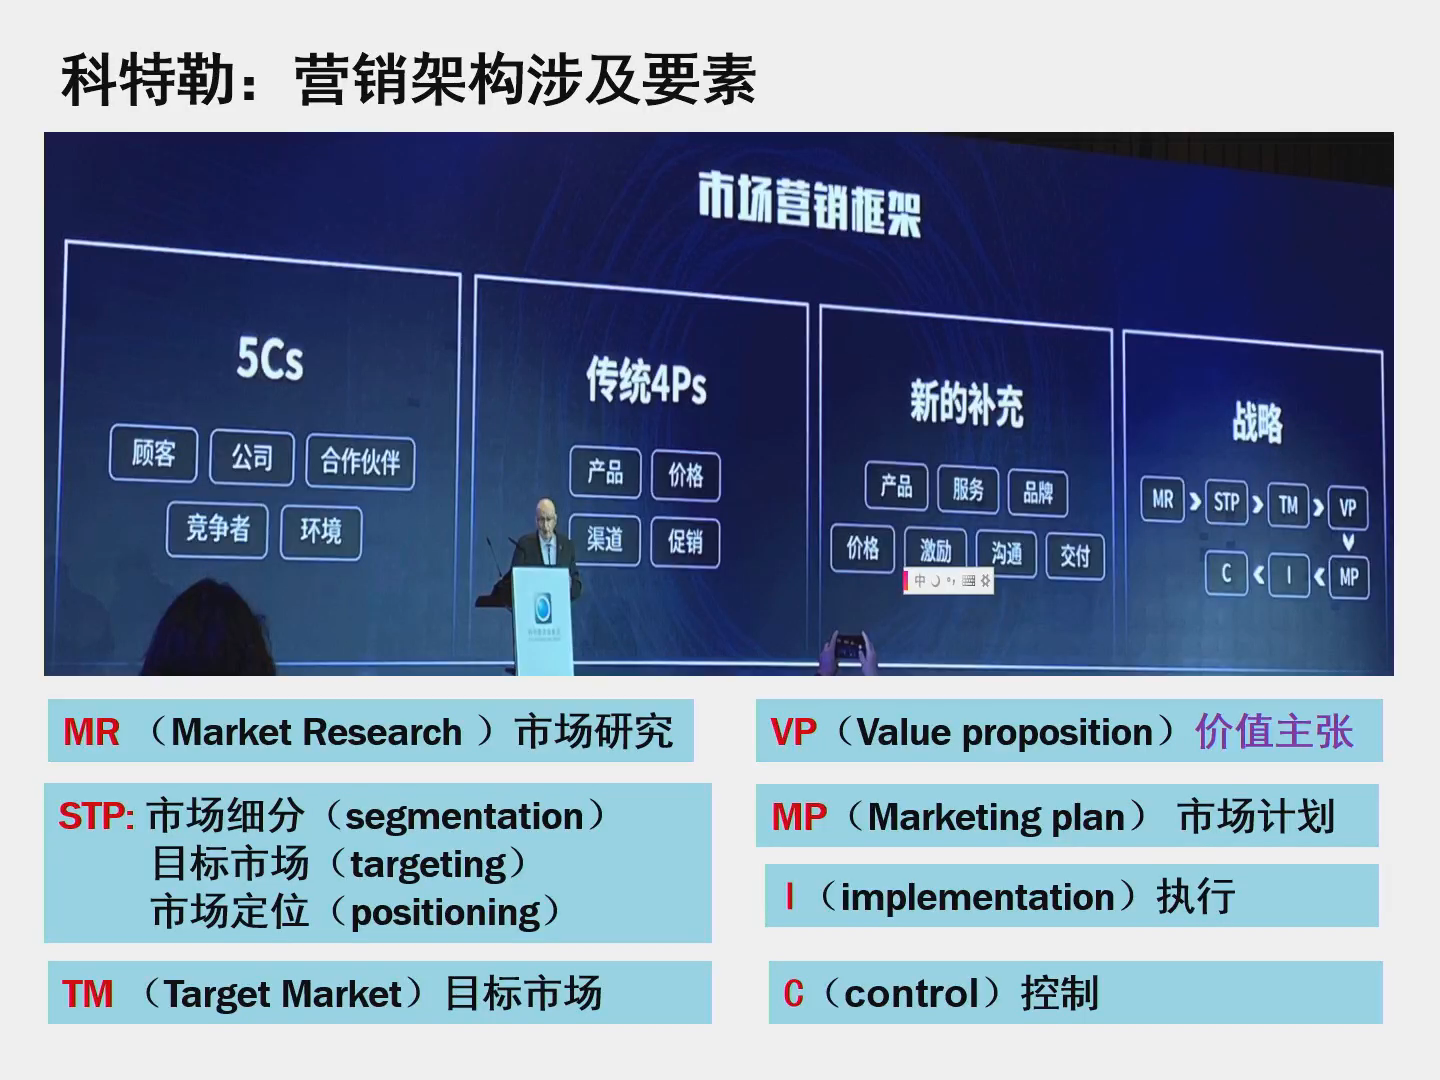 科特勒：营销架构涉及要素
市场营销框架
5Cs
顾客 公司 合作伙伴
竞争者 环境
传统4Ps
产品 价格
渠道 促销
新的补充
产品 服务 品牌
价格 激励 沟通 交付
中
战略
MR STP TM VP
C I MP
MR （Market Research ）市场研究
STP: 市场细分（segmentation）
目标市场（targeting）
市场定位（positioning）
TM （Target Market）目标市场
VP（Value proposition）价值主张
MP（Marketing plan） 市场计划
I（implementation）执行
C（control）控制